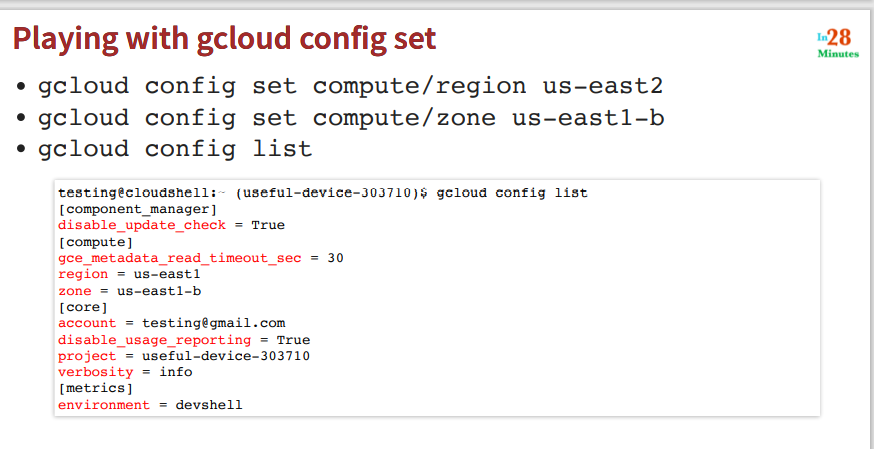 Playing with gcloud config set
In28
Minutes
• gcloud config set compute/region us-east2
• gcloud config set compute/zone us-east1-b
• gcloud config list
testing@cloudshell:~ (useful-device-303710)$ gcloud config list
[component_manager]
disable_update_check = True
[compute]
gce_metadata_read_timeout_sec = 30
region = us-east1
zone = us-east1-b
[core]
account = testing@gmail.com
disable_usage_reporting = True
project = useful-device-303710
verbosity = info
[metrics]
environment = devshell